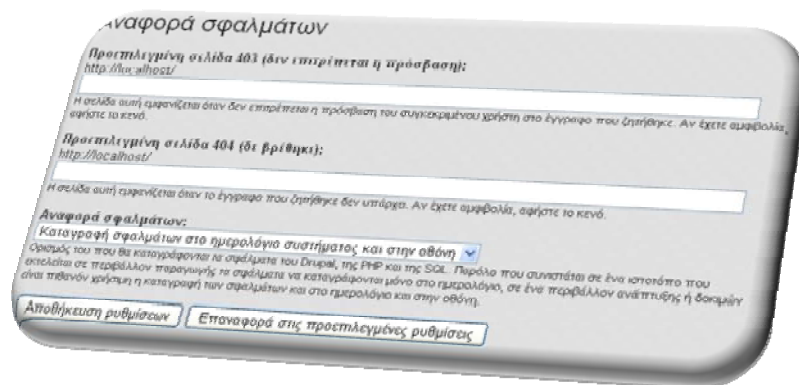 Αναφορά σφαλμάτων
Προεπιλεγμένη σελίδα 403 (δεν επιτρέπεται η πρόσβαση):
http://localhost/
Η σελίδα αυτή εμφανίζεται όταν δεν επιτρέπεται η πρόσβαση του συγκεκριμένου χρήστη στο έγγραφο που ζητήθηκε. Αν έχετε αμφιβολία,
αφήστε το κενό.
Προεπιλεγμένη σελίδα 404 (δε βρέθηκε):
http://localhost/
Η σελίδα αυτή εμφανίζεται όταν το έγγραφο που ζητήθηκε δεν υπάρχει. Αν έχετε αμφιβολία, αφήστε το κενό.
Αναφορά σφαλμάτων:
Καταγραφή σφαλμάτων στο ημερολόγιο συστήματος και στην οθόνη
Ορισμός του που θα καταγράφονται τα σφάλματα του Drupal, της PHP και της SQL. Παρόλο που συνιστάται σε ένα ιστοτόπο που
εκτελείται σε περιβάλλον παραγωγής τα σφάλματα να καταγράφονται μόνο στο ημερολόγιο, σε ένα περιβάλλον ανάπτυξης ή δοκιμών
είναι πιθανόν χρήσιμη η καταγραφή των σφαλμάτων και στο ημερολόγιο και στην οθόνη.
Αποθήκευση ρυθμίσεων Επαναφορά στις προεπιλεγμένες ρυθμίσεις